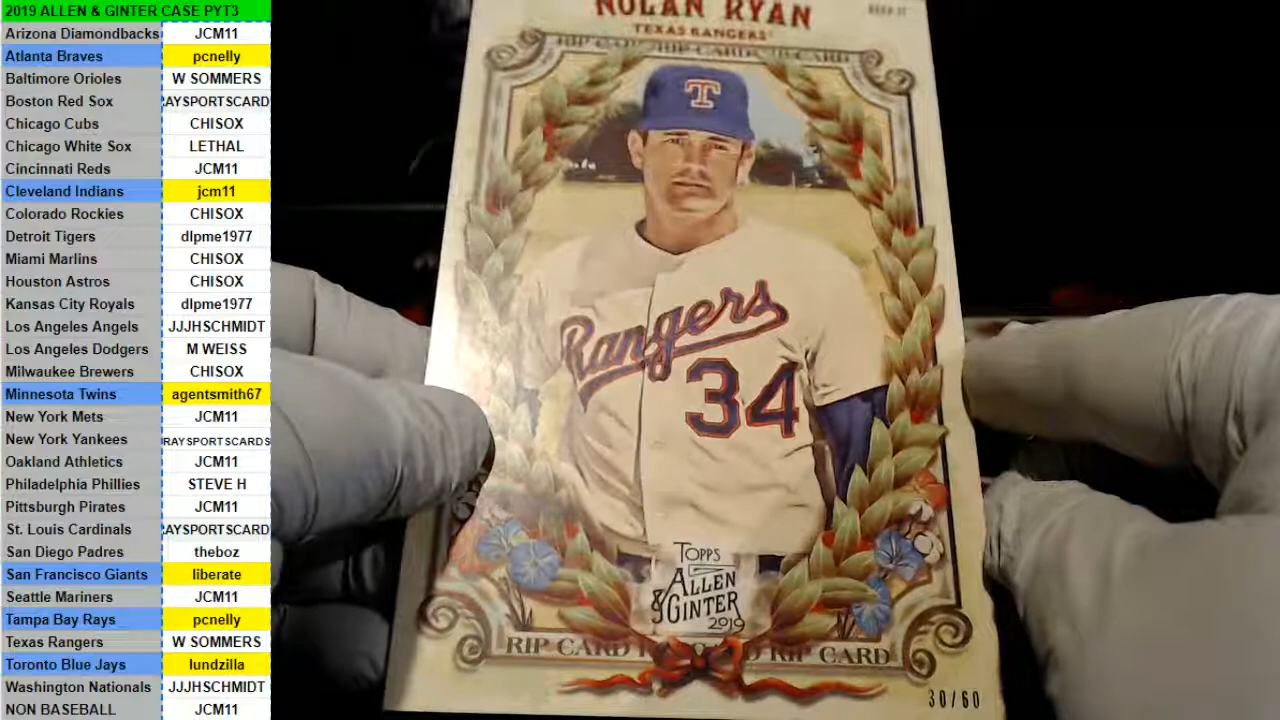 2019 ALLEN & GINTER CASE PYT3
Arizona Diamondbacks JCM11
Atlanta Braves pcnelly
Baltimore Orioles W SOMMERS
Boston Red Sox AYSPORTSCARD
Chicago Cubs CHISOX
Chicago White Sox LETHAL
Cincinnati Reds JCM11
Cleveland Indians jcm11
Colorado Rockies CHISOX
Detroit Tigers dlpme1977
Miami Marlins CHISOX
Houston Astros CHISOX
Kansas City Royals dlpme1977
Los Angeles Angels JJJHSCHMIDT
Los Angeles Dodgers M WEISS
Milwaukee Brewers CHISOX
Minnesota Twins agentsmith67
New York Mets JCM11
New York Yankees RAYSPORTSCARDS
Oakland Athletics JCM11
Philadelphia Phillies STEVE H
Pittsburgh Pirates JCM11
St. Louis Cardinals AYSPORTSCARD
San Diego Padres theboz
San Francisco Giants liberate
Seattle Mariners JCM11
Tampa Bay Rays pcnelly
Texas Rangers W SOMMERS
Toronto Blue Jays lundzilla
Washington Nationals JJJHSCHMIDT
NON BASEBALL JCM11
NOLAN RYAN
TEXAS RANGERS
RIP CARD RIP CARD RIP CARD
T
Rangers
34
TOPPS
ALLEN
& GINTER
2019
RIP CARD RIP CARD RIP CARD
30/60